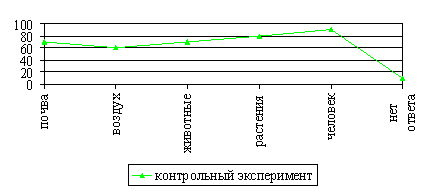 100
80
60
40
20
0
почва
воздух
животные
растения
человек
нет
ответа
контрольный эксперимент